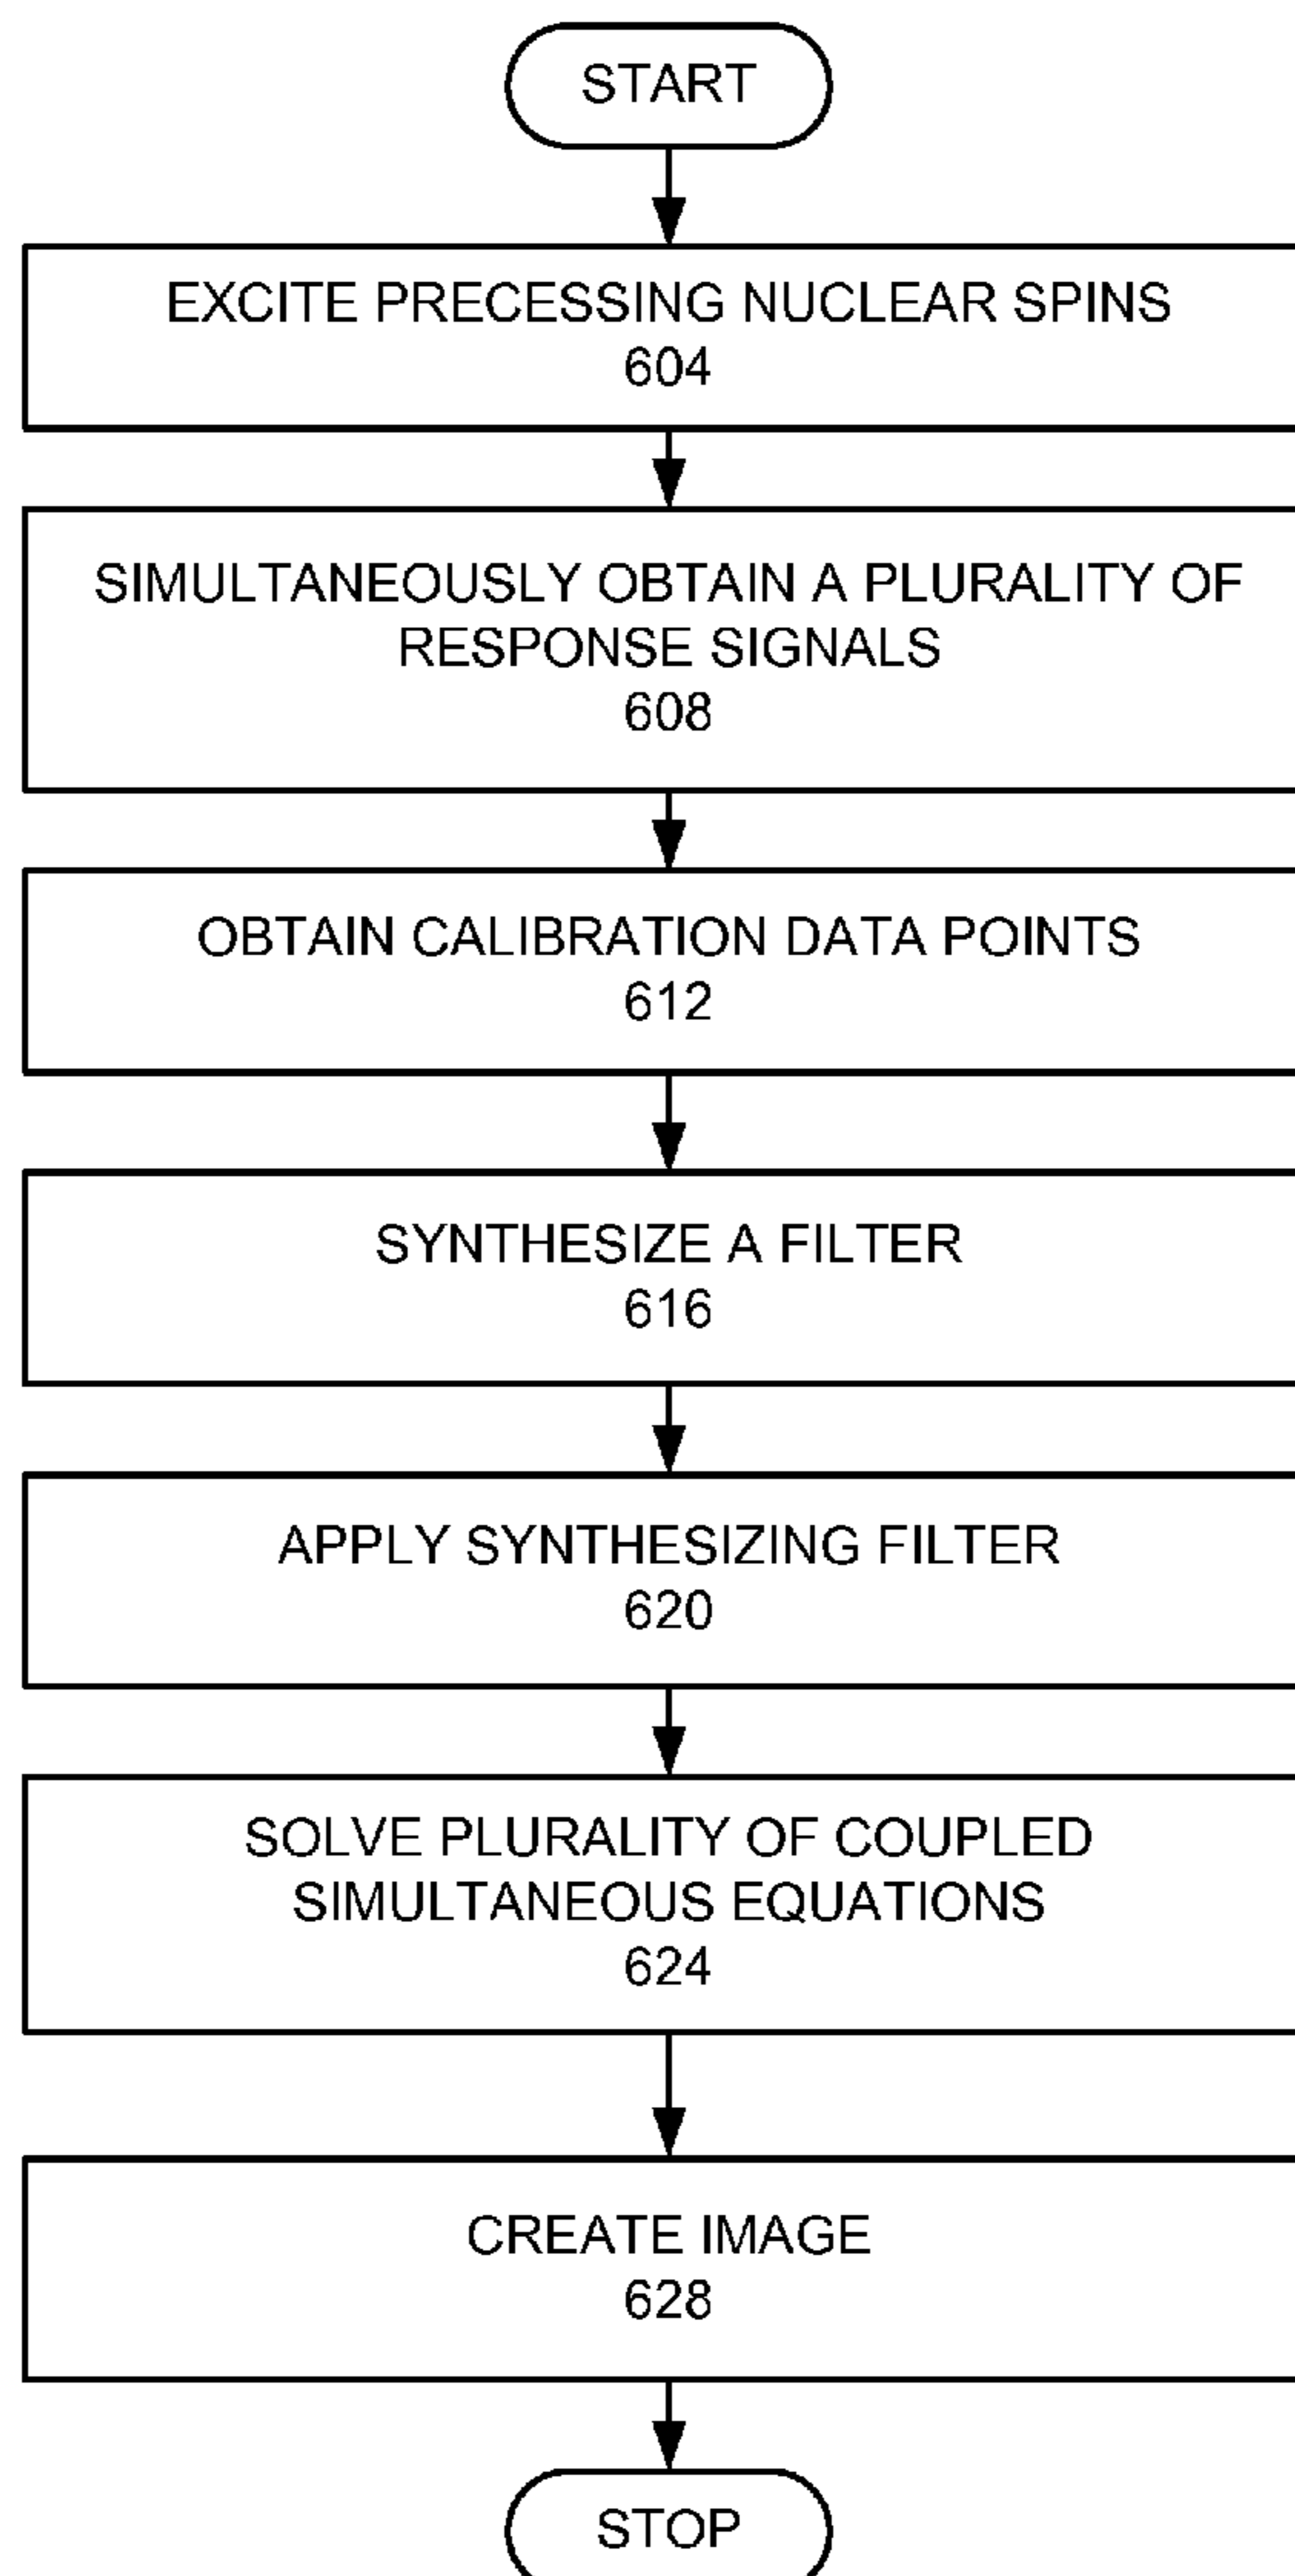 START
EXCITE PRECESSING NUCLEAR SPINS
604
SIMULTANEOUSLY OBTAIN A PLURALITY OF
RESPONSE SIGNALS
608
OBTAIN CALIBRATION DATA POINTS
612
SYNTHESIZE A FILTER
616
APPLY SYNTHESIZING FILTER
620
SOLVE PLURALITY OF COUPLED
SIMULTANEOUS EQUATIONS
624
CREATE IMAGE
628
STOP